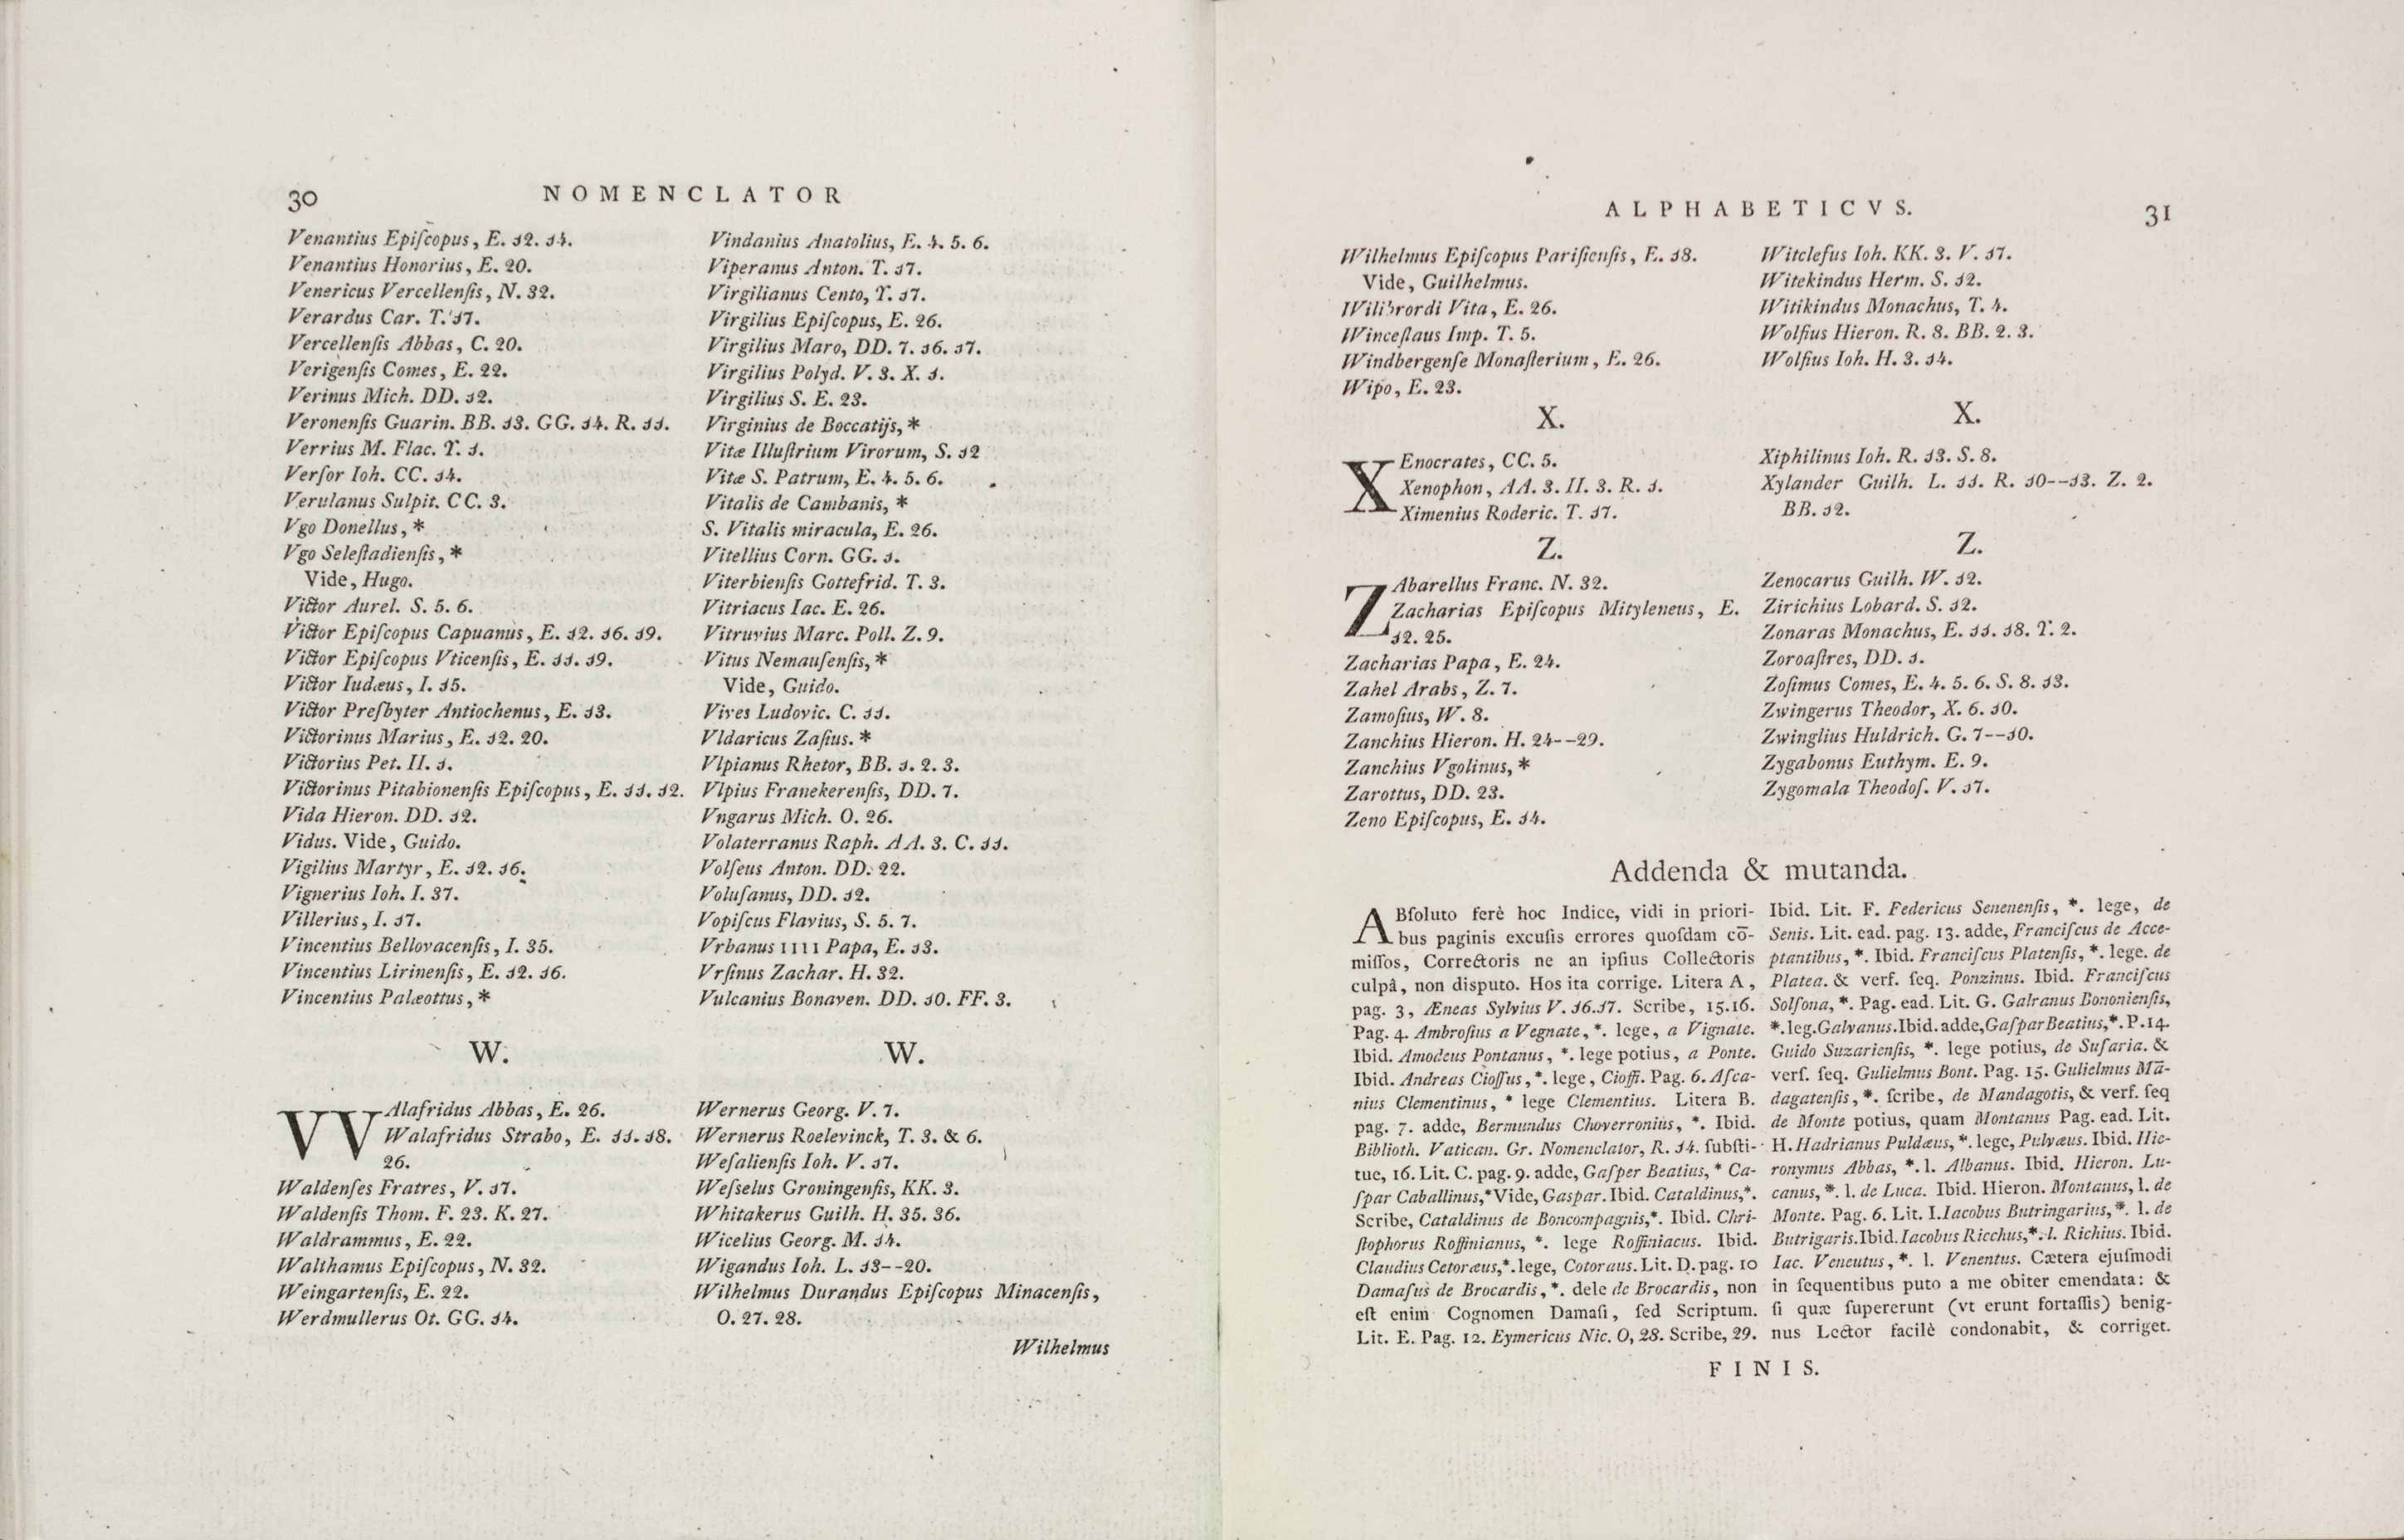 30 NOMENCLATOR
Venantius Epiſcopus, E. 12. 14.
Venantius Honorius, E. 20.
Venericus Vercellenſis, N. 32.
Verardus Car. T. 17.
Vercellenſis Abbas, C. 20.
Verigenſis Comes, E. 22.
Verinus Mich. DD. 12.
Veronenſis Guarin. BB. 13. GG. 14. R. 11.
Verrius M. Flac. Y. 1.
Verſor Ioh. CC. 14.
Verulanus Sulpit. CC. 3.
Vgo Donellus, *
Vgo Seleſtadienſis, *
Vide, Hugo.
Victor Aurel. S. 5. 6.
Victor Epiſcopus Capuanus, E. 12. 16. 19.
Victor Epiſcopus Vticenſis, E. 11. 19.
Victor Iudæus, I. 15.
Victor Preſbyter Antiochenus, E. 13.
Victorinus Marius, E. 12. 20.
Victorius Pet. II. 1.
Victorinus Pitabionenſis Epiſcopus, E. 11. 12.
Vida Hieron. DD. 12.
Vidus. Vide, Guido.
Vigilius Martyr, E. 12. 16.
Vignerius Ioh. I. 37.
Villerius, I. 17.
Vincentius Bellovacenſis, I. 35.
Vincentius Lirinenſis, E. 12. 16.
Vincentius Palæottus, *
Vindanius Anatolius, E. 4. 5. 6.
Viperanus Anton. T. 17.
Virgilianus Cento, Y. 17.
Virgilius Epiſcopus, E. 26.
Virgilius Maro, DD. 7. 16. 17.
Virgilius Polyd. V. 3. X. 1.
Virgilius S. E. 23.
Virginius de Boccatijs, *
Vitæ Illuſtrium Virorum, S. 12
Vitæ S. Patrum, E. 4. 5. 6.
Vitalis de Cambanis, *
S. Vitalis miracula, E. 26.
Vitellius Corn. GG. 1.
Viterbienſis Gottefrid. T. 3.
Vitriacus Iac. E. 26.
Vitruvius Marc. Poll. Z. 9.
Vitus Nemauſenſis, *
Vide, Guido.
Vives Ludovic. C. 11.
Vldaricus Zaſius. *
Vlpianus Rhetor, BB. 1. 2. 3.
Vlpius Franekerenſis, DD. 7.
Vngarus Mich. O. 26.
Volaterranus Raph. AA. 3. C. 11.
Volſeus Anton. DD. 22.
Voluſanus, DD. 12.
Vopiſcus Flavius, S. 5. 7.
Vrbanus IIII Papa, E. 13.
Vrſinus Zachar. H. 32.
Vulcanius Bonaven. DD. 10. FF. 3.
W.
VVAlafridus Abbas, E. 26.
Walafridus Strabo, E. 11. 18.
26.
Waldenſes Fratres, V. 17.
Waldenſis Thom. F. 23. K. 27.
Waldrammus, E. 22.
Walthamus Epiſcopus, N. 32.
Weingartenſis, E. 22.
Werdmullerus Ot. GG. 14.
W.
Wernerus Georg. V. 7.
Wernerus Roelevinck, T. 3. & 6.
Weſalienſis Ioh. V. 17.
Weſselus Groningenſis, KK. 3.
Whitakerus Guilh. H. 35. 36.
Wicelius Georg. M. 14.
Wigandus Ioh. L. 13--20.
Wilhelmus Durandus Epiſcopus Minacenſis,
O. 27. 28.
Wilhelmus
ALPHABETICVS. 31
Wilhelmus Epiſcopus Pariſienſis, E. 18.
Vide, Guilhelmus.
Wilibrordi Vita, E. 26.
Winceſlaus Imp. T. 5.
Windbergenſe Monaſterium, E. 26.
Wipo, E. 23.
Witclefus Ioh. KK. 3. V. 17.
Witekindus Herm. S. 12.
Witikindus Monachus, T. 4.
Wolfius Hieron. R. 8. BB. 2. 3.
Wolfius Ioh. H. 3. 14.
X.
XEnocrates, CC. 5.
Xenophon, AA. 3. II. 3. R. 1.
Ximenius Roderic. T. 17.
X.
Xiphilinus Ioh. R. 13. S. 8.
Xylander Guilh. L. 11. R. 10--13. Z. 2.
BB. 12.
Z.
ZAbarellus Franc. N. 32.
Zacharias Epiſcopus Mityleneus, E.
12. 25.
Zacharias Papa, E. 24.
Zahel Arabs, Z. 7.
Zamoſius, W. 8.
Zanchius Hieron. H. 24--29.
Zanchius Vgolinus, *
Zarottus, DD. 23.
Zeno Epiſcopus, E. 14.
Z.
Zenocarus Guilh. W. 12.
Zirichius Lobard. S. 12.
Zonaras Monachus, E. 11. 18. Y. 2.
Zoroaſtres, DD. 1.
Zoſimus Comes, E. 4. 5. 6. S. 8. 13.
Zwingerus Theodor, X. 6. 10.
Zwinglius Huldrich. G. 7--10.
Zygabonus Euthym. E. 9.
Zygomala Theodoſ. V. 17.
Addenda & mutanda.
ABſoluto ferè hoc Indice, vidi in priori-
bus paginis excuſis errores quoſdam cō-
miſſos, Correctoris ne an ipſius Collectoris
culpâ, non disputo. Hos ita corrige. Litera A,
pag. 3, Æneas Sylvius V. 16.17. Scribe, 15.16.
Pag. 4. Ambroſius a Vegnate, *. lege, a Vignate.
Ibid. Amodeus Pontanus, *. lege potius, a Ponte.
Ibid. Andreas Cioſſus, *. lege, Cioffi. Pag. 6. Aſca-
nius Clementinus, * lege Clementius. Litera B.
pag. 7. adde, Bermundus Choverronius, *. Ibid.
Biblioth. Vatican. Gr. Nomenclator, R. 14. ſubſti-
tue, 16. Lit. C. pag. 9. adde, Gaſper Beatius, * Ca-
ſpar Caballinus,* Vide, Gaspar. Ibid. Cataldinus,*.
Scribe, Cataldinus de Boncompagnis,*. Ibid. Chri-
ſtophorus Roffinianus, *. lege Roffiniacus. Ibid.
Claudius Cetoræus,*. lege, Cotoraus. Lit. D. pag. 10
Damaſus de Brocardis, *. dele de Brocardis, non
eſt enim Cognomen Damaſi, ſed Scriptum.
Lit. E. Pag. 12. Eymericus Nic. O, 28. Scribe, 29.
Ibid. Lit. F. Federicus Senenenſis, *. lege, de
Senis. Lit. ead. pag. 13. adde, Franciſcus de Acce-
ptantibus, *. Ibid. Franciſcus Platenſis, *. lege. de
Platea. & verſ. ſeq. Ponzinus. Ibid. Franciſcus
Solſona, *. Pag. ead. Lit. G. Galranus Bononienſis,
*. leg. Galvanus. Ibid. adde, Gaſpar Beatius,*. P. 14.
Guido Suzarienſis, *. lege potius, de Suſaria. &
verſ. ſeq. Gulielmus Bont. Pag. 15. Gulielmus Mā-
dagatenſis, *. ſcribe, de Mandagotis, & verſ. ſeq
de Monte potius, quam Montanus Pag. ead. Lit.
H. Hadrianus Puldæus, *. lege, Pulvæus. Ibid. Hie-
ronymus Abbas, *. l. Albanus. Ibid. Hieron. Lu-
canus, *. l. de Luca. Ibid. Hieron. Montanus, l. de
Monte. Pag. 6. Lit. I. Iacobus Butringarius, *. l. de
Butrigaris. Ibid. Iacobus Ricchus,*. l. Richius. Ibid.
Iac. Veneutus, *. l. Venentus. Cætera ejuſmodi
in ſequentibus puto a me obiter emendata: &
ſi quæ ſupererunt (vt erunt fortaſſis) benig-
nus Lector facilè condonabit, & corriget.
FINIS.